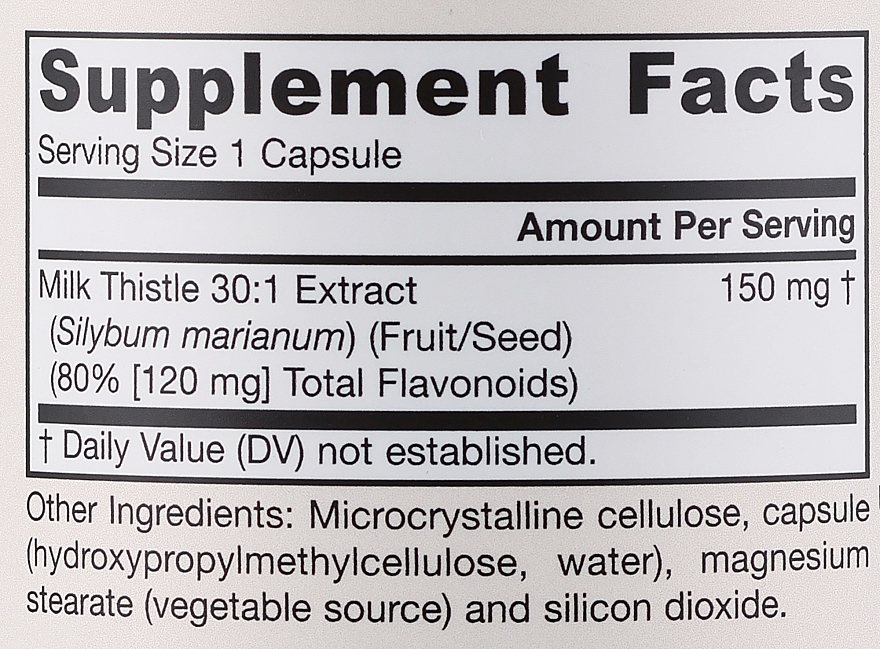 Supplement Facts
Serving Size 1 Capsule
Amount Per Serving
Milk Thistle 30:1 Extract 150 mg †
(Silybum marianum) (Fruit/Seed)
(80% [120 mg] Total Flavonoids)
† Daily Value (DV) not established.
Other Ingredients: Microcrystalline cellulose, capsule
(hydroxypropylmethylcellulose, water), magnesium
stearate (vegetable source) and silicon dioxide.